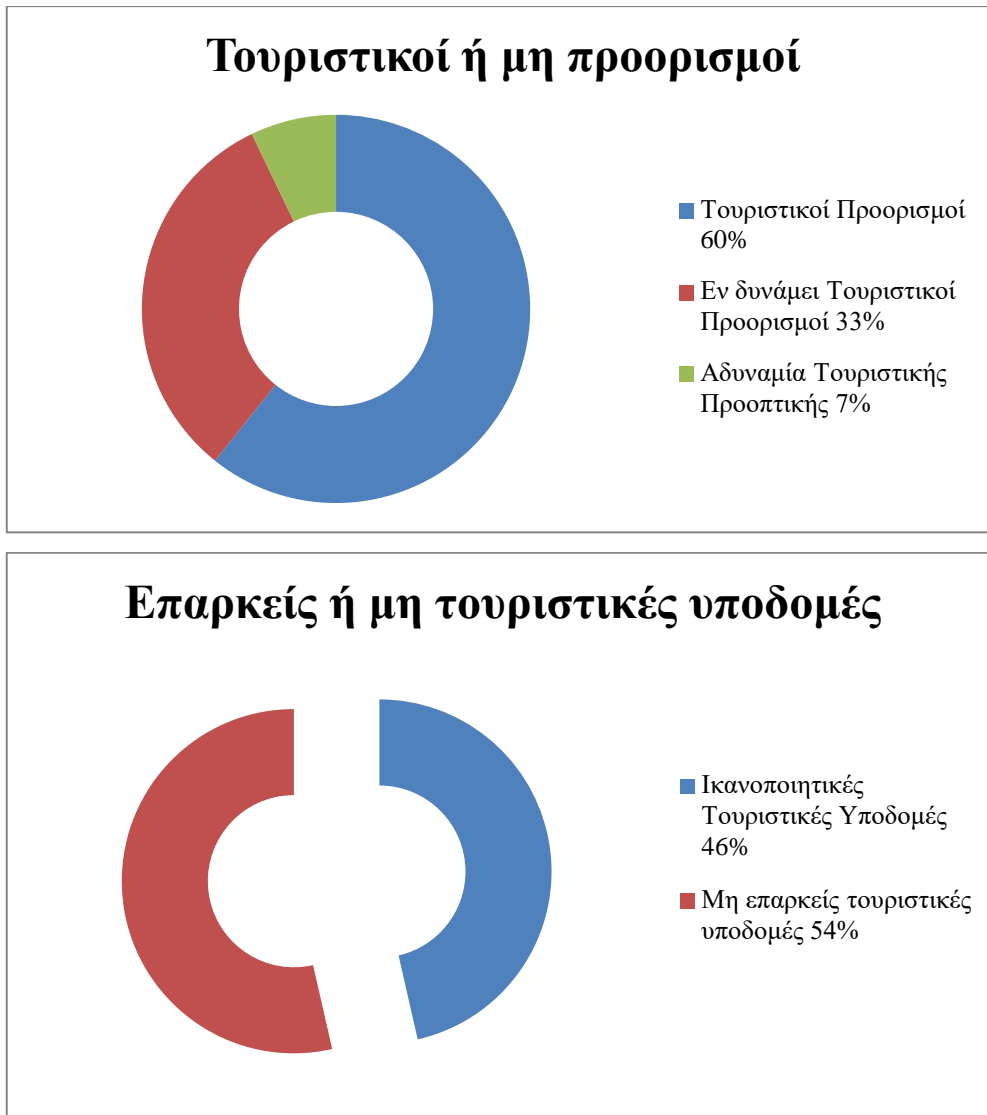 Τουριστικοί ή μη προορισμοί
Τουριστικοί Προορισμοί
60%
Εν δυνάμει Τουριστικοί
Προορισμοί 33%
Αδυναμία Τουριστικής
Προοπτικής 7%
Επαρκείς ή μη τουριστικές υποδομές
Ικανοποιητικές
Τουριστικές Υποδομές
46%
Μη επαρκείς τουριστικές
υποδομές 54%